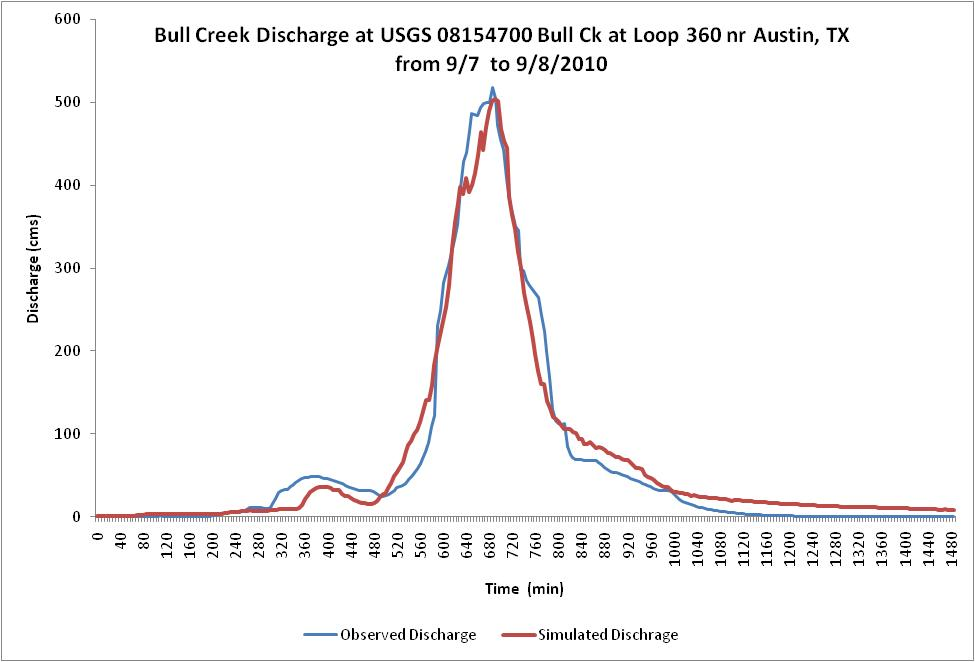 Bull Creek Discharge at USGS 08154700 Bull Ck at Loop 360 nr Austin, TX
from 9/7 to 9/8/2010
600
500
400
300
200
100
0
Discharge (cms)
0 40 80 120 160 200 240 280 320 360 400 440 480 520 560 600 640 680 720 760 800 840 880 920 960 1000 1040 1080 1120 1160 1200 1240 1280 1320 1360 1400 1440 1480
Time (min)
Observed Discharge Simulated Dischrage